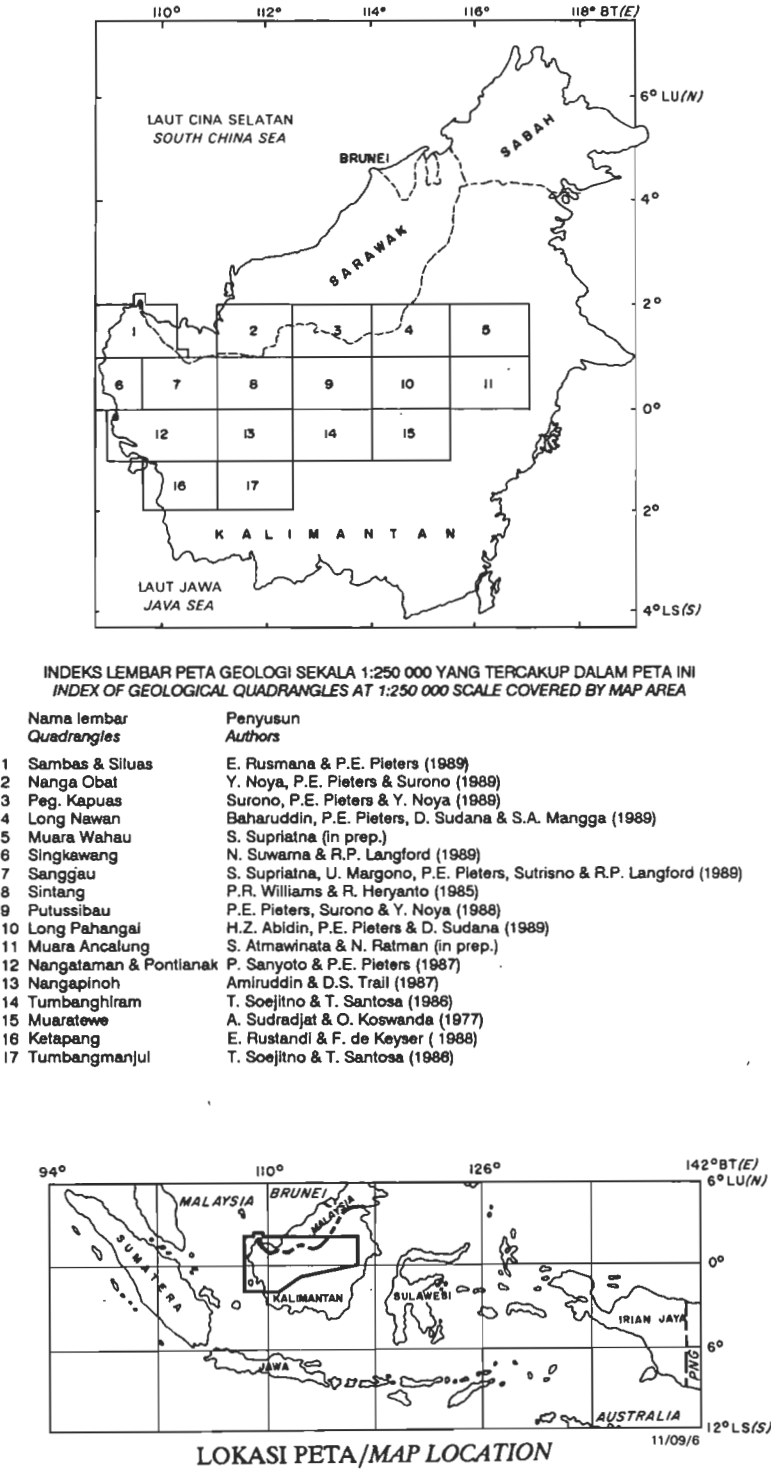 110° 112° 114° 116° 118° BT(E)
6° LU(N)
LAUT CINA SELATAN
SOUTH CHINA SEA
SABAH
BRUNEI
4°
SARAWAK
2°
1 2 3 4 5
6 7 8 9 10 11
0°
12 13 14 15
16 17
2°
KALIMANTAN
LAUT JAWA
JAVA SEA
4° LS(S)
INDEKS LEMBAR PETA GEOLOGI SEKALA 1:250 000 YANG TERCAKUP DALAM PETA INI
INDEX OF GEOLOGICAL QUADRANGLES AT 1:250 000 SCALE COVERED BY MAP AREA
Nama lembar Penyusun
Quadrangles Authors
1 Sambas & Siluas E. Rusmana & P.E. Pieters (1989)
2 Nanga Obat Y. Noya, P.E. Pieters & Surono (1989)
3 Peg. Kapuas Surono, P.E. Pieters & Y. Noya (1989)
4 Long Nawan Baharuddin, P.E. Pieters, D. Sudana & S.A. Mangga (1989)
5 Muara Wahau S. Supriatna (in prep.)
6 Singkawang N. Suwarna & R.P. Langford (1989)
7 Sanggau S. Supriatna, U. Margono, P.E. Pieters, Sutrisno & R.P. Langford (1989)
8 Sintang P.R. Williams & R. Heryanto (1985)
9 Putussibau P.E. Pieters, Surono & Y. Noya (1988)
10 Long Pahangai H.Z. Abidin, P.E. Pieters & D. Sudana (1989)
11 Muara Ancalung S. Atmawinata & N. Ratman (in prep.)
12 Nangataman & Pontianak P. Sanyoto & P.E. Pieters (1987)
13 Nangapinoh Amiruddin & D.S. Trail (1987)
14 Tumbanghiram T. Soejitno & T. Santosa (1986)
15 Muaratewe A. Sudradjat & O. Koswanda (1977)
16 Ketapang E. Rustandi & F. de Keyser ( 1988)
17 Tumbangmanjul T. Soejitno & T. Santosa (1986)
94° 110° 126° 142°BT(E)
6°LU(N)
MALAYSIA BRUNEI
MALAYSIA
SUMATERA
0°
KALIMANTAN SULAWESI
IRIAN JAYA
6°
JAWA
PNG
AUSTRALIA
12°LS(S)
11/09/6
LOKASI PETA/MAP LOCATION